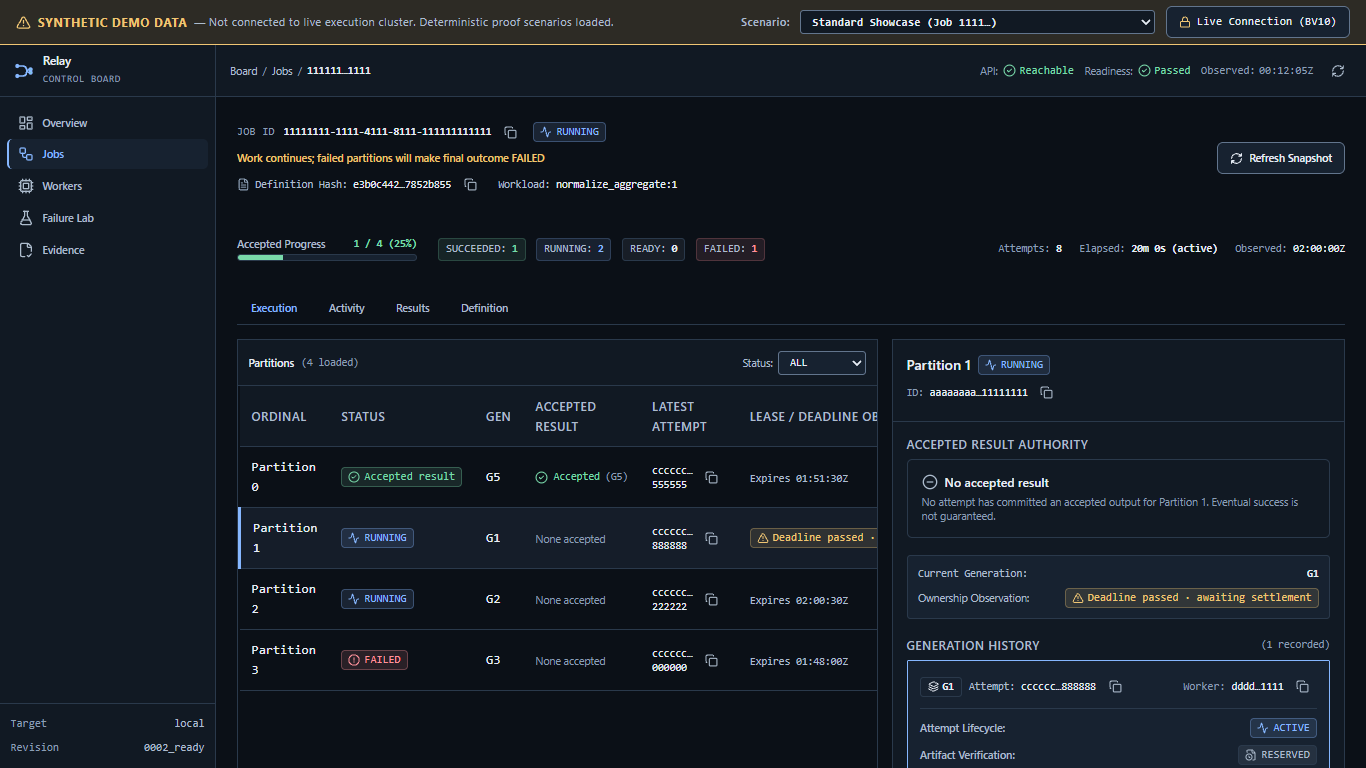 SYNTHETIC DEMO DATA — Not connected to live execution cluster. Deterministic proof scenarios loaded.
Scenario: Standard Showcase (Job 1111…) Live Connection (BV10)
Relay
CONTROL BOARD
Board / Jobs / 111111…1111
API: Reachable Readiness: Passed Observed: 00:12:05Z
Overview
Jobs
Workers
Failure Lab
Evidence
Target local
Revision 0002_ready
JOB ID 11111111-1111-4111-8111-111111111111 RUNNING
Work continues; failed partitions will make final outcome FAILED
Definition Hash: e3b0c442…7852b855 Workload: normalize_aggregate:1
Refresh Snapshot
Accepted Progress 1 / 4 (25%)
SUCCEEDED: 1 RUNNING: 2 READY: 0 FAILED: 1
Attempts: 8 Elapsed: 20m 0s (active) Observed: 02:00:00Z
Execution Activity Results Definition
Partitions (4 loaded)
Status: ALL
ORDINAL STATUS GEN ACCEPTED RESULT LATEST ATTEMPT LEASE / DEADLINE OB
Partition 0 Accepted result G5 Accepted (G5) cccccc…555555 Expires 01:51:30Z
Partition 1 RUNNING G1 None accepted cccccc…888888 Deadline passed ·
Partition 2 RUNNING G2 None accepted cccccc…222222 Expires 02:00:30Z
Partition 3 FAILED G3 None accepted cccccc…000000 Expires 01:48:00Z
Partition 1 RUNNING
ID: aaaaaaaa…11111111
ACCEPTED RESULT AUTHORITY
No accepted result
No attempt has committed an accepted output for Partition 1. Eventual success is
not guaranteed.
Current Generation: G1
Ownership Observation: Deadline passed · awaiting settlement
GENERATION HISTORY (1 recorded)
G1 Attempt: cccccc…888888 Worker: dddd…1111
Attempt Lifecycle: ACTIVE
Artifact Verification: RESERVED